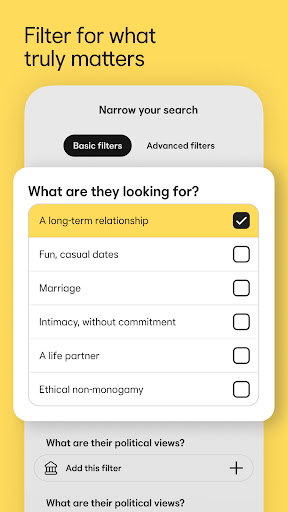 Filter for what
truly matters
Narrow your search
Basic filters
Advanced filters
What are they looking for?
A long-term relationship
Fun, casual dates
Marriage
Intimacy, without commitment
A life partner
Ethical non-monogamy
What are their political views?
Add this filter
What are their political views?